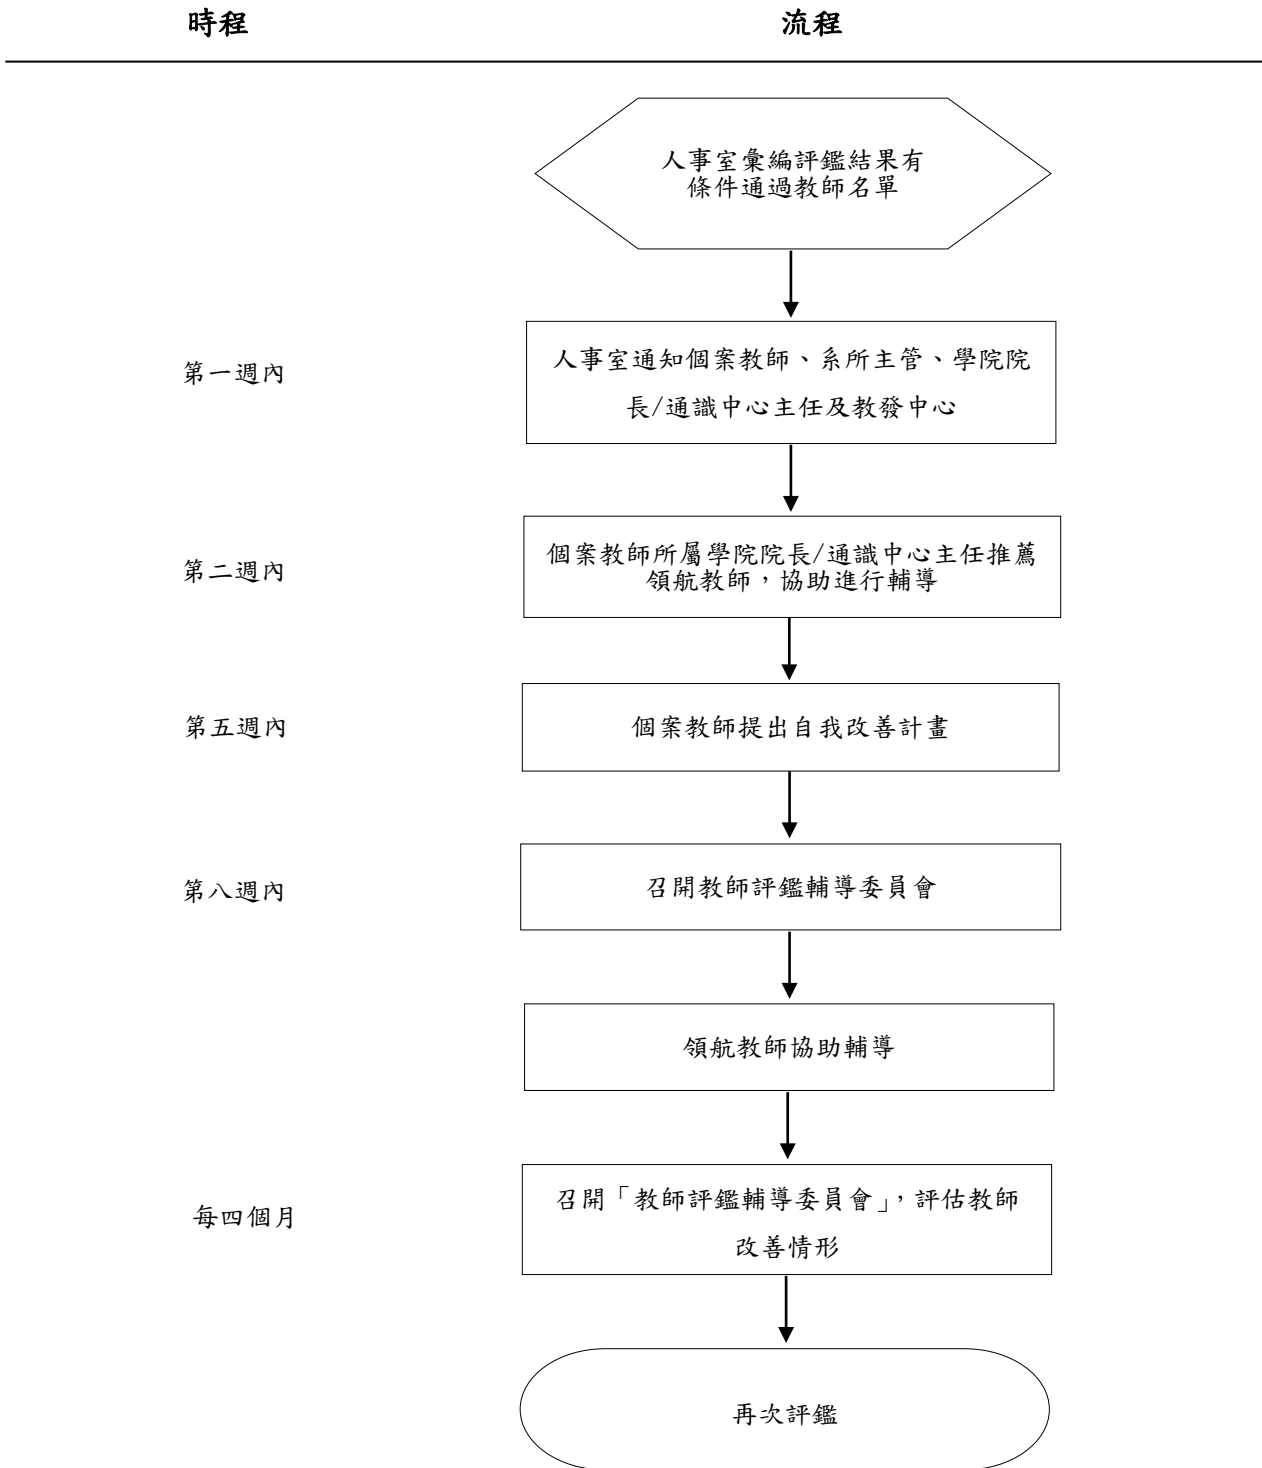 時程
流程
人事室彙編評鑑結果有
條件通過教師名單
第一週內
人事室通知個案教師、系所主管、學院院
長/通識中心主任及教發中心
第二週內
個案教師所屬學院院長/通識中心主任推薦
領航教師，協助進行輔導
第五週內
個案教師提出自我改善計畫
第八週內
召開教師評鑑輔導委員會
領航教師協助輔導
每四個月
召開「教師評鑑輔導委員會」，評估教師
改善情形
再次評鑑